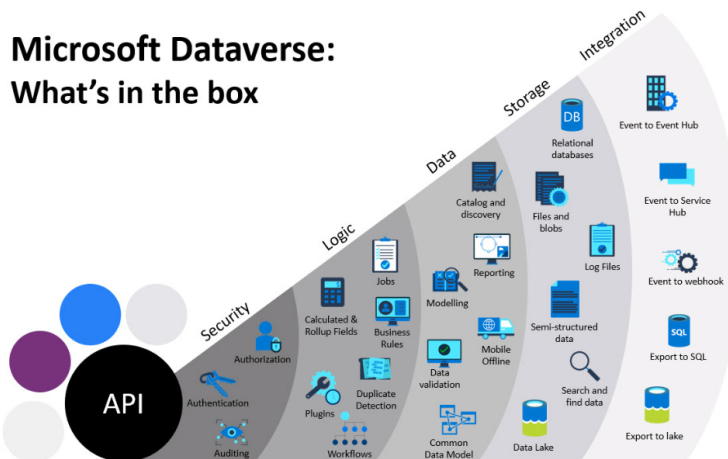 Microsoft Dataverse:
What's in the box
API
Security
Authorization
Authentication
Auditing
Logic
Jobs
Calculated &
Rollup Fields
Business
Rules
Plugins
Duplicate
Detection
Workflows
Data
Catalog and
discovery
Reporting
Modelling
Mobile
Offline
Data
validation
Common
Data Model
Storage
DB
Relational
databases
Files and
blobs
Log Files
Semi-structured
data
Search and
find data
Data Lake
Integration
Event to Event Hub
Event to Service
Hub
Event to webhook
SQL
Export to SQL
Export to lake